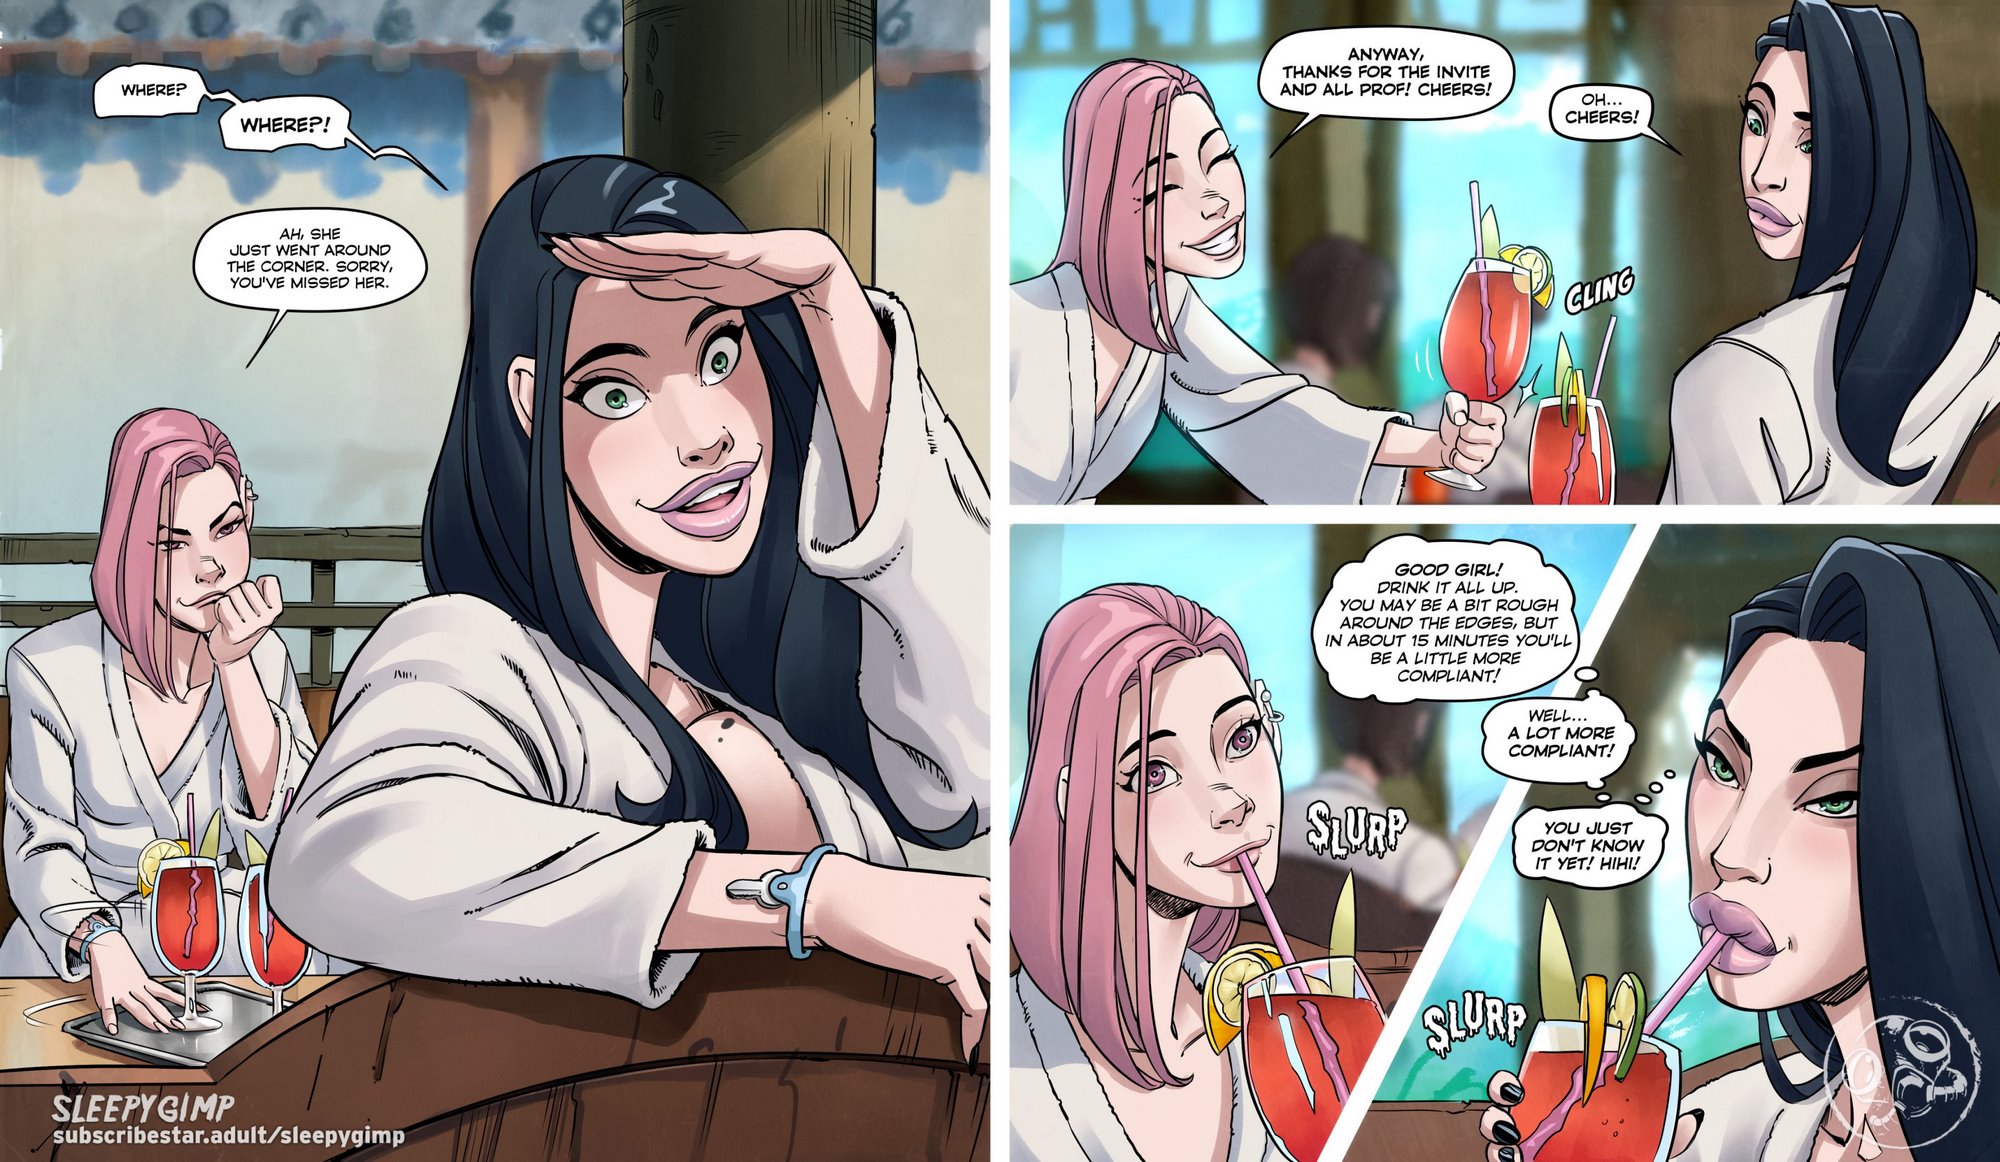 WHERE?
WHERE?!
AH, SHE
JUST WENT AROUND
THE CORNER. SORRY,
YOU'VE MISSED HER.
ANYWAY,
THANKS FOR THE INVITE
AND ALL PROF! CHEERS!
OH...
CHEERS!
CLING
GOOD GIRL!
DRINK IT ALL UP.
YOU MAY BE A BIT ROUGH
AROUND THE EDGES, BUT
IN ABOUT 15 MINUTES YOU'LL
BE A LITTLE MORE
COMPLIANT!
WELL...
A LOT MORE
COMPLIANT!
YOU JUST
DON'T KNOW
IT YET! HIHI!
SLURP
SLURP
SLEEPYGIMP
subscribestar.adult/sleepygimp